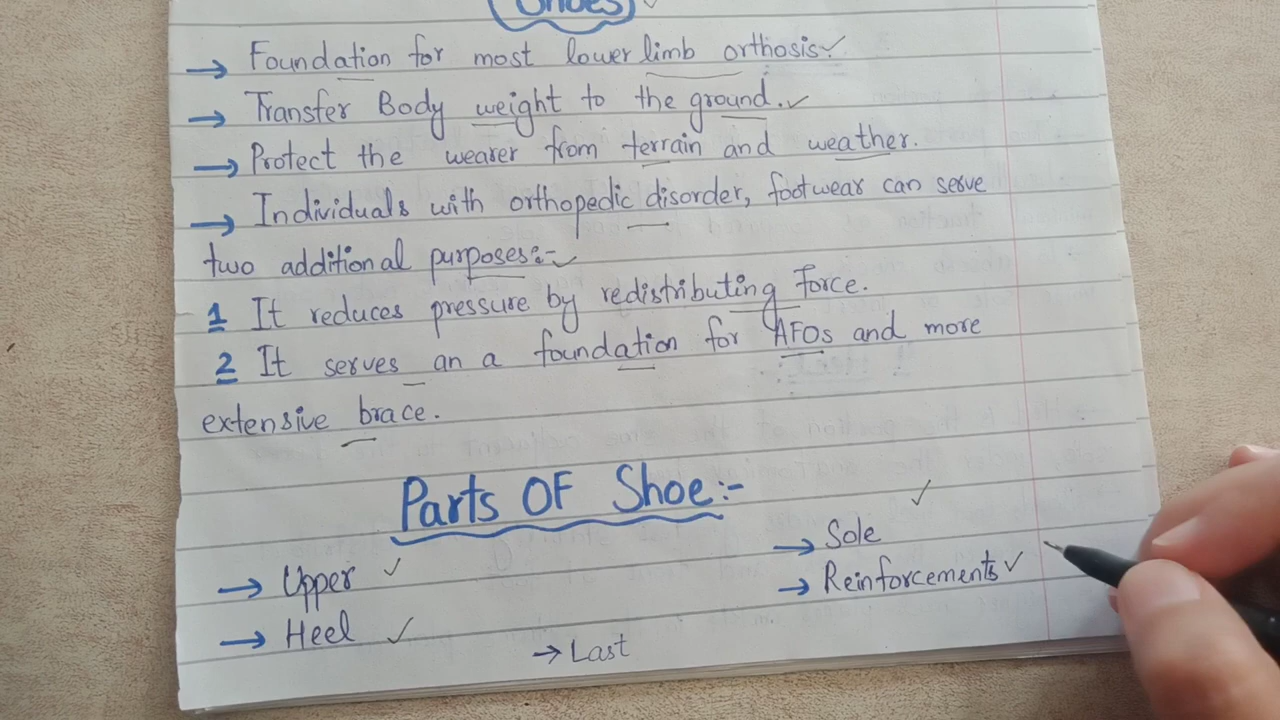 Shoes
→ Foundation for most lower limb orthosis.
→ Transfer Body weight to the ground.
→ Protect the wearer from terrain and weather.
→ Individuals with orthopedic disorder, footwear can serve
two additional purposes:-
1 It reduces pressure by redistributing force.
2 It serves an a foundation for AFOs and more
extensive brace.
Parts OF Shoe:-
→ Upper ✓
→ Heel ✓
→ Sole ✓
→ Reinforcements ✓
→ Last